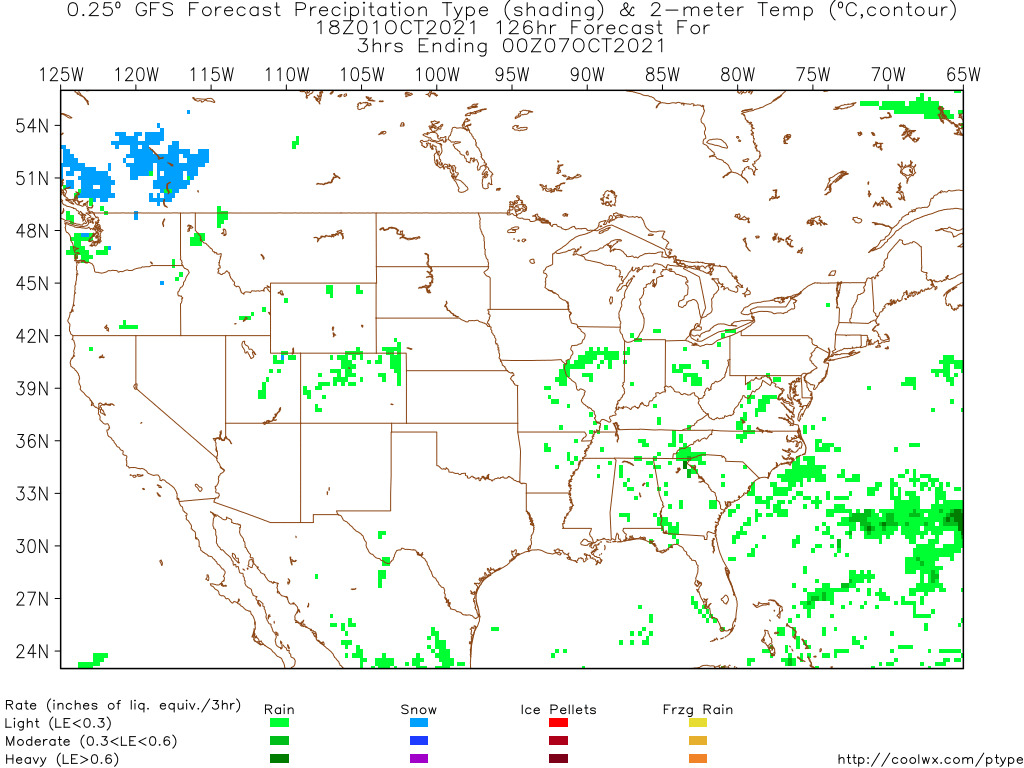 0.25º GFS Forecast Precipitation Type (shading) & 2-meter Temp (ºC,contour)
18Z01OCT2021 126hr Forecast For
3hrs Ending 00Z07OCT2021
125W 120W 115W 110W 105W 100W 95W 90W 85W 80W 75W 70W 65W
54N
51N
48N
45N
42N
39N
36N
33N
30N
27N
24N
Rate (inches of liq. equiv./3hr) Rain Snow Ice Pellets Frzg Rain
Light (LE<0.3)
Moderate (0.3<LE<0.6)
Heavy (LE>0.6)
http://coolwx.com/ptype